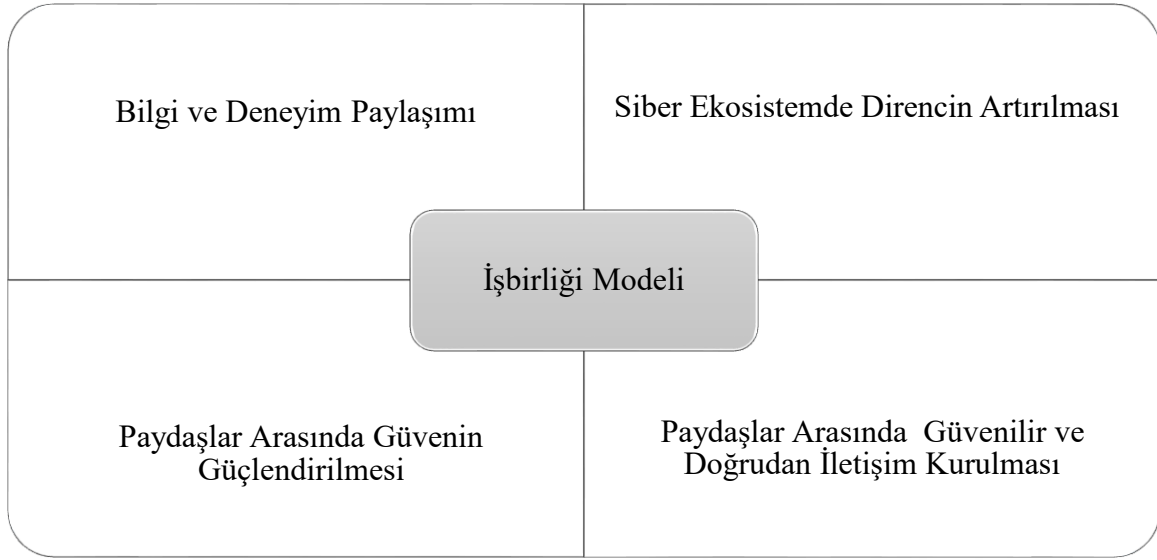 Bilgi ve Deneyim Paylaşımı
Siber Ekosistemde Direncin Artırılması
İşbirliği Modeli
Paydaşlar Arasında Güvenin
Güçlendirilmesi
Paydaşlar Arasında  Güvenilir ve
Doğrudan İletişim Kurulması